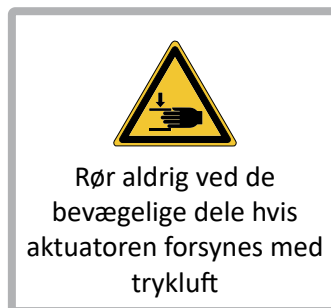 Rør aldrig ved de
bevægelige dele hvis
aktuatoren forsynes med
trykluft